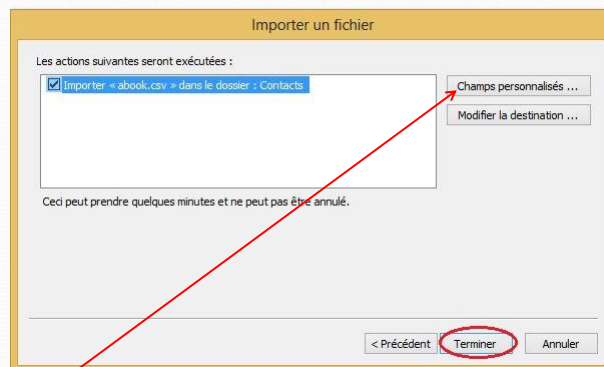 Importer un fichier
Les actions suivantes seront exécutées :
Importer « abook.csv » dans le dossier : Contacts
Champs personnalisés ...
Modifier la destination ...
Ceci peut prendre quelques minutes et ne peut pas être annulé.
< Précédent
Terminer
Annuler